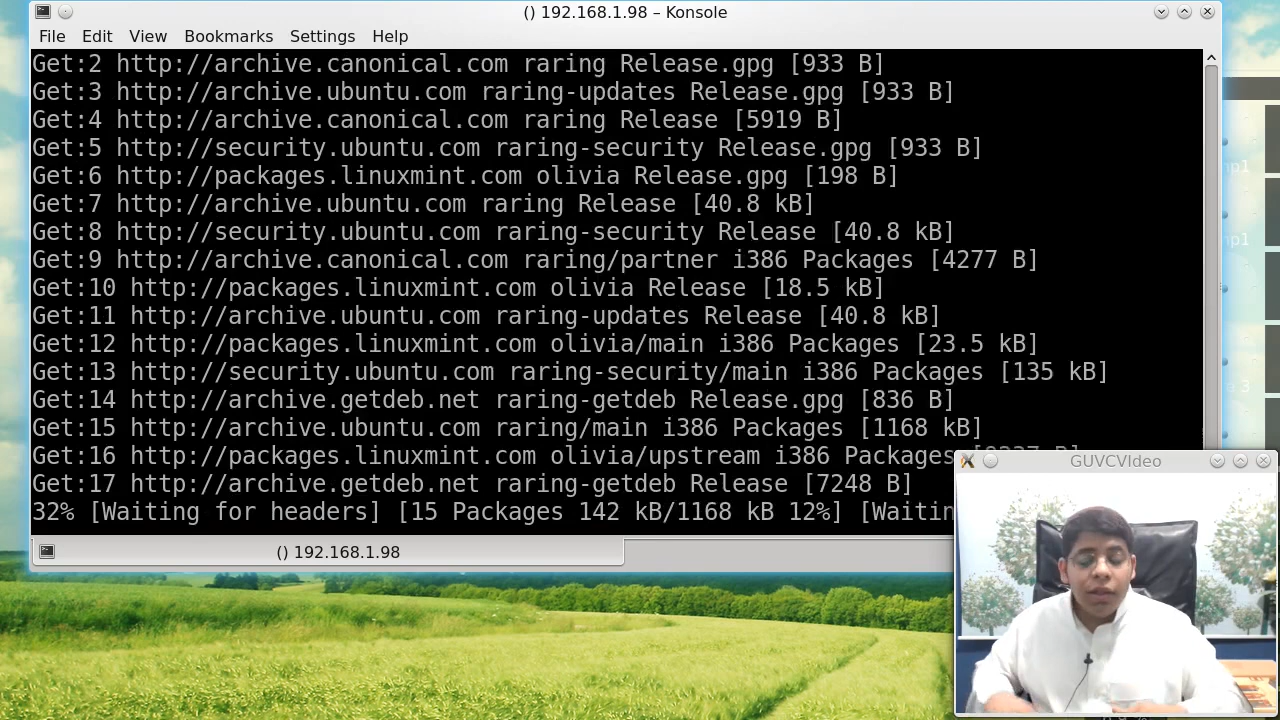 () 192.168.1.98 – Konsole
File Edit View Bookmarks Settings Help
Get:2 http://archive.canonical.com raring Release.gpg [933 B]
Get:3 http://archive.ubuntu.com raring-updates Release.gpg [933 B]
Get:4 http://archive.canonical.com raring Release [5919 B]
Get:5 http://security.ubuntu.com raring-security Release.gpg [933 B]
Get:6 http://packages.linuxmint.com olivia Release.gpg [198 B]
Get:7 http://archive.ubuntu.com raring Release [40.8 kB]
Get:8 http://security.ubuntu.com raring-security Release [40.8 kB]
Get:9 http://archive.canonical.com raring/partner i386 Packages [4277 B]
Get:10 http://packages.linuxmint.com olivia Release [18.5 kB]
Get:11 http://archive.ubuntu.com raring-updates Release [40.8 kB]
Get:12 http://packages.linuxmint.com olivia/main i386 Packages [23.5 kB]
Get:13 http://security.ubuntu.com raring-security/main i386 Packages [135 kB]
Get:14 http://archive.getdeb.net raring-getdeb Release.gpg [836 B]
Get:15 http://archive.ubuntu.com raring/main i386 Packages [1168 kB]
Get:16 http://packages.linuxmint.com olivia/upstream i386 Packages
Get:17 http://archive.getdeb.net raring-getdeb Release [7248 B]
32% [Waiting for headers] [15 Packages 142 kB/1168 kB 12%] [Waitin
() 192.168.1.98
GUVCVIdeo